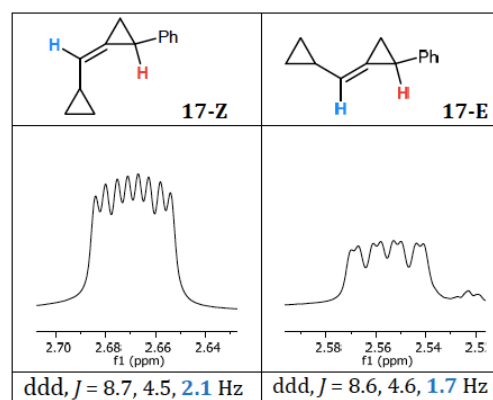 H
Ph
H
17-Z
Ph
H
H
17-E
2.70 2.68 2.66 2.64
f1 (ppm)
2.58 2.56 2.54
f1 (ppm)
ddd, J = 8.7, 4.5, 2.1 Hz
ddd, J = 8.6, 4.6, 1.7 Hz